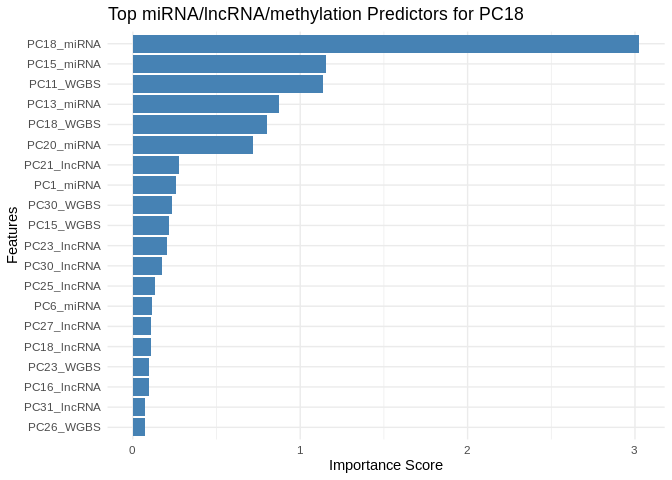 Top miRNA/lncRNA/methylation Predictors for PC18
PC18_miRNA
PC15_miRNA
PC11_WGBS
PC13_miRNA
PC18_WGBS
PC20_miRNA
PC21_lncRNA
PC1_miRNA
PC30_WGBS
PC15_WGBS
PC23_lncRNA
PC30_lncRNA
PC25_lncRNA
PC6_miRNA
PC27_lncRNA
PC18_lncRNA
PC23_WGBS
PC16_lncRNA
PC31_lncRNA
PC26_WGBS
Features
0 1 2 3
Importance Score